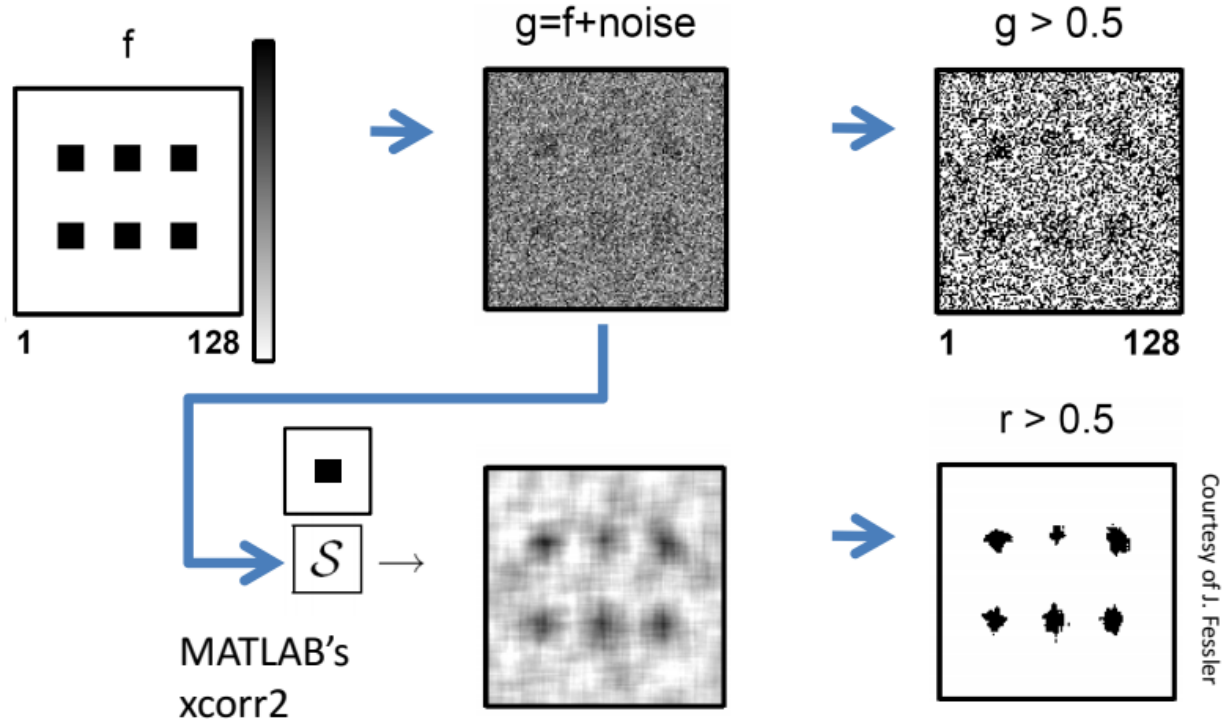 f
g=f+noise
g > 0.5
1 128
1 128
r > 0.5
S →
MATLAB's
xcorr2
Courtesy of J. Fessler